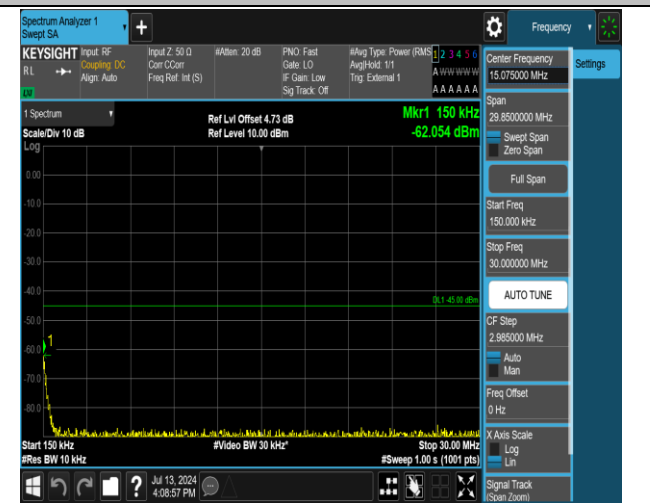 Spectrum Analyzer 1
Swept SA
Frequency
KEYSIGHT Input: RF Input Z: 50 Ω #Atten: 20 dB PNO: Fast #Avg Type: Power (RMS 1 2 3 4 5 6
RL Coupling: DC Corr CCorr Gate: LO Avg|Hold: 1/1 A W W W W W
Align: Auto Freq Ref: Int (S) IF Gain: Low Trig: External 1
Sig Track: Off A A A A A A
LW
1 Spectrum
Scale/Div 10 dB
Log
Ref Lvl Offset 4.73 dB
Ref Level 10.00 dBm
Mkr1 150 kHz
-62.054 dBm
0.00
-10.0
-20.0
-30.0
-40.0
DL1 -45.00 dBm
-50.0
1
-60.0
-70.0
-80.0
Start 150 kHz #Video BW 30 kHz* Stop 30.00 MHz
#Res BW 10 kHz #Sweep 1.00 s (1001 pts)
Jul 13, 2024
4:08:57 PM
Center Frequency
15.075000 MHz
Settings
Span
29.8500000 MHz
Swept Span
Zero Span
Full Span
Start Freq
150.000 kHz
Stop Freq
30.000000 MHz
AUTO TUNE
CF Step
2.985000 MHz
Auto
Man
Freq Offset
0 Hz
X Axis Scale
Log
Lin
Signal Track
(Span Zoom)